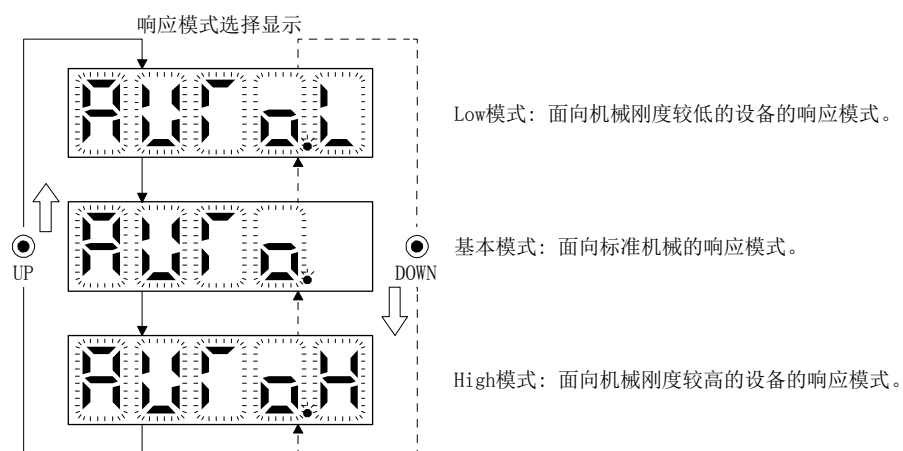 响应模式选择显示
AUTo.L
Low模式: 面向机械刚度较低的设备的响应模式。
AUTo.
UP
DOWN
基本模式: 面向标准机械的响应模式。
AUTo.H
High模式: 面向机械刚度较高的设备的响应模式。